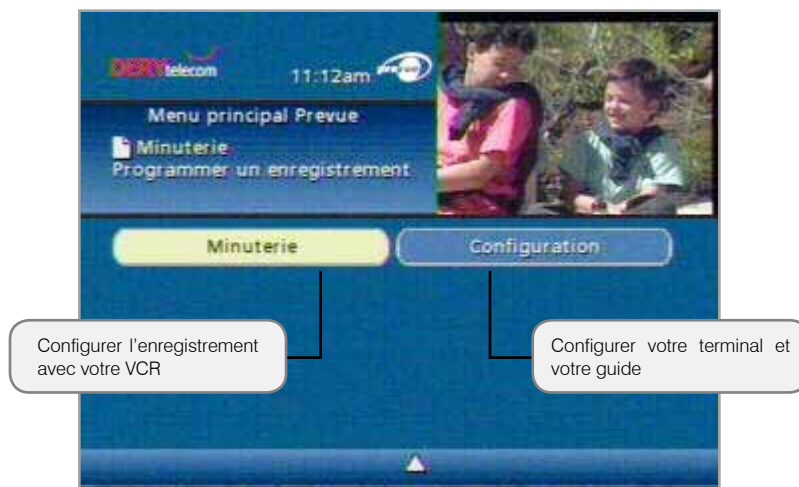 DERYtelecom
11:12am
prevue
Menu principal Prevue
Minuterie
Programmer un enregistrement
Minuterie
Configuration
Configurer l'enregistrement
avec votre VCR
Configurer votre terminal et
votre guide